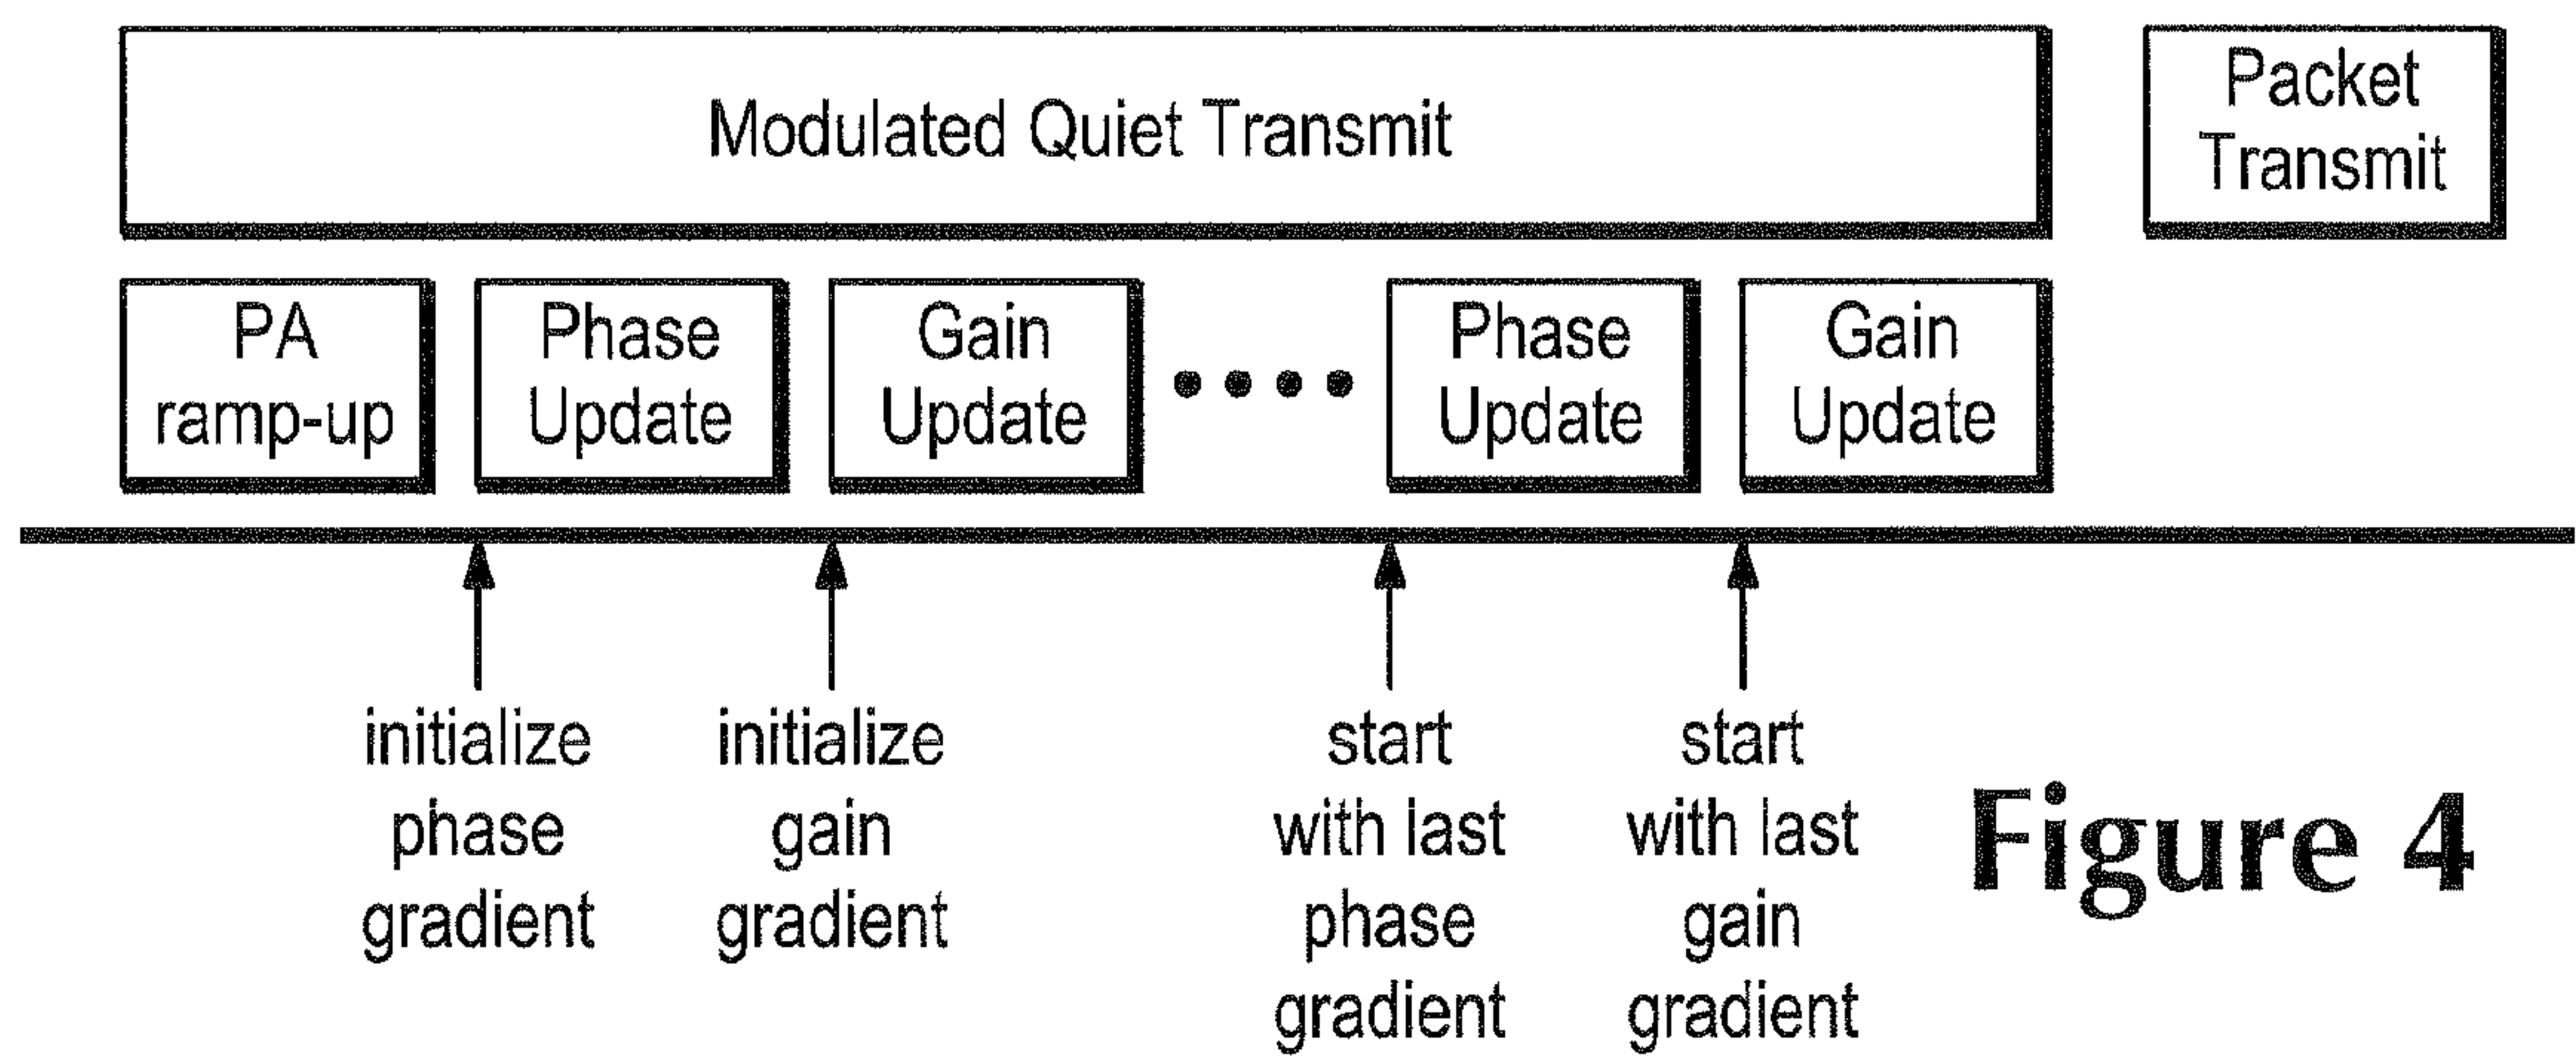 Modulated Quiet Transmit
Packet
Transmit
PA
ramp-up
Phase
Update
Gain
Update
Phase
Update
Gain
Update
initialize
phase
gradient
initialize
gain
gradient
start
with last
phase
gradient
start
with last
gain
gradient
Figure 4